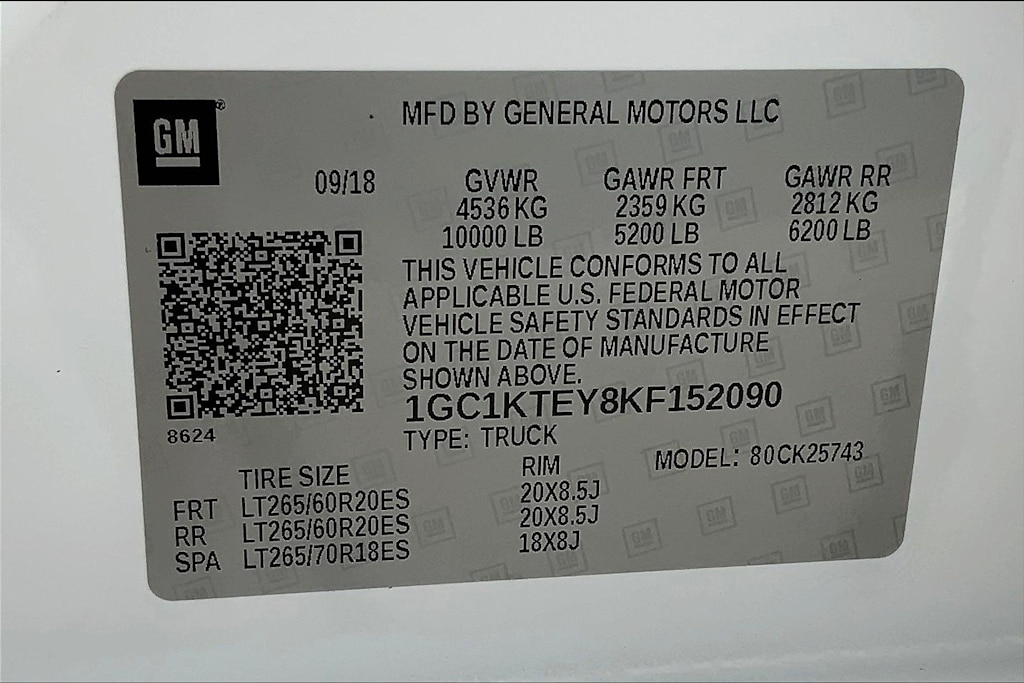 GM®
MFD BY GENERAL MOTORS LLC
09/18 GVWR GAWR FRT GAWR RR
4536 KG 2359 KG 2812 KG
10000 LB 5200 LB 6200 LB
THIS VEHICLE CONFORMS TO ALL
APPLICABLE U.S. FEDERAL MOTOR
VEHICLE SAFETY STANDARDS IN EFFECT
ON THE DATE OF MANUFACTURE
SHOWN ABOVE.
1GC1KTEY8KF152090
8624
TYPE: TRUCK MODEL: 80CK25743
TIRE SIZE RIM
FRT LT265/60R20ES 20X8.5J
RR LT265/60R20ES 20X8.5J
SPA LT265/70R18ES 18X8J